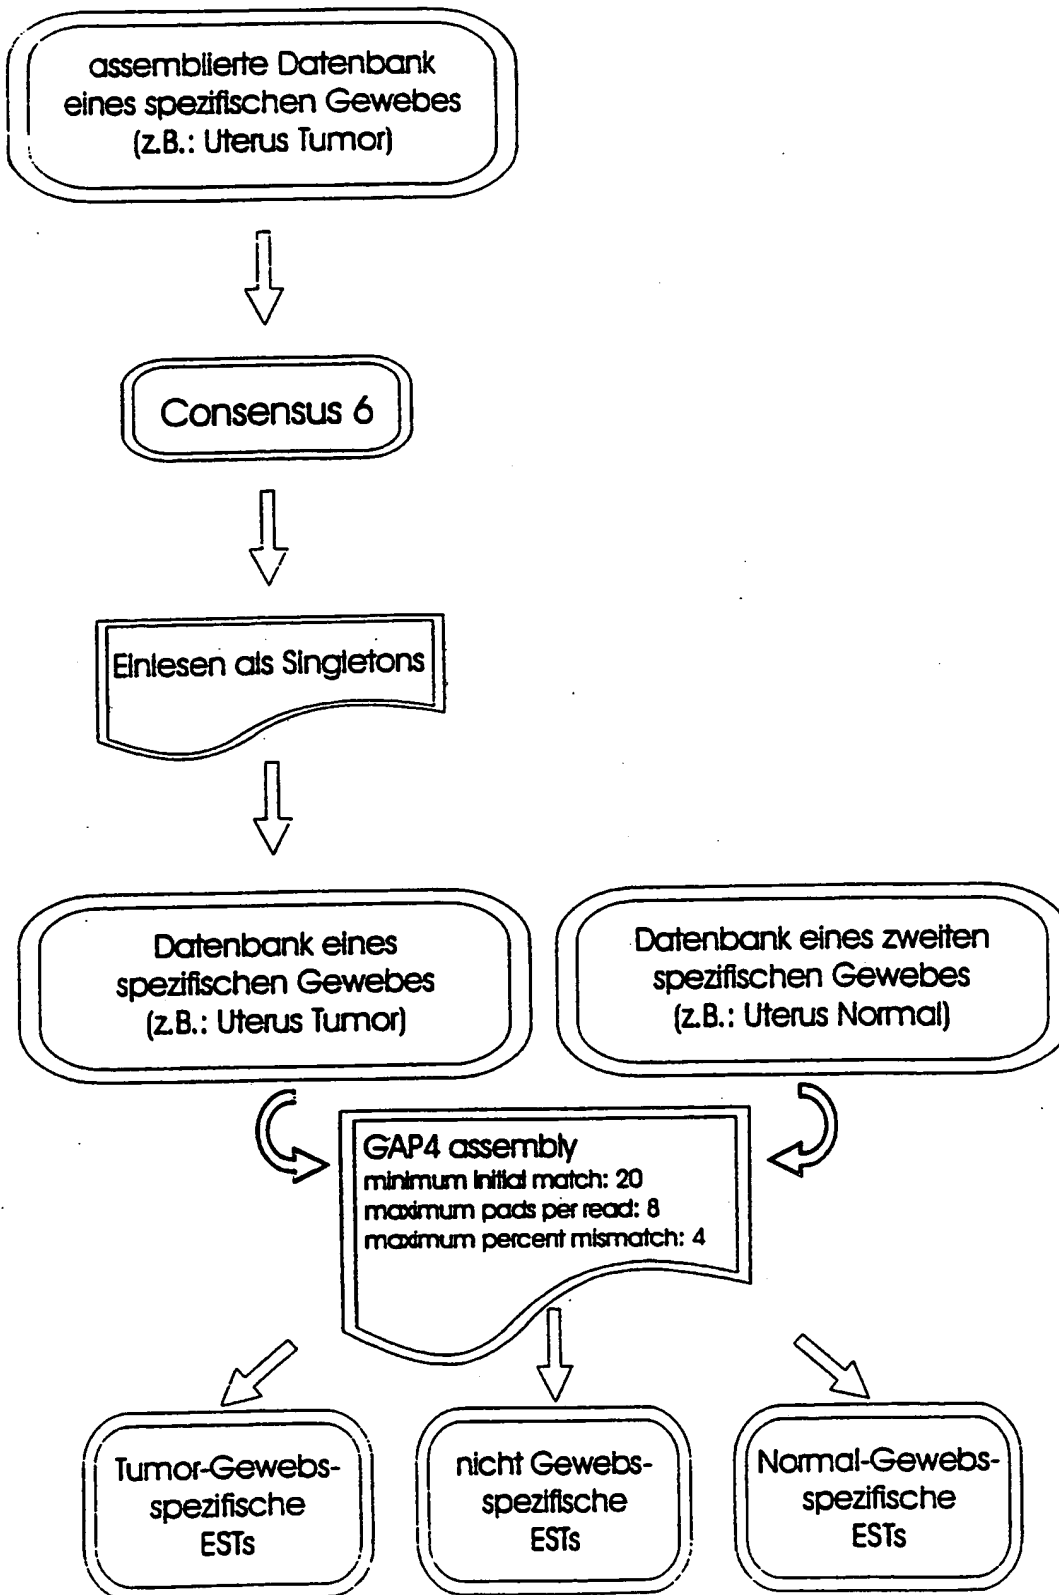 assemblierte Datenbank
eines spezifischen Gewebes
(z.B.: Uterus Tumor)
Consensus 6
Einlesen als Singletons
Datenbank eines
spezifischen Gewebes
(z.B.: Uterus Tumor)
Datenbank eines zweiten
spezifischen Gewebes
(z.B.: Uterus Normal)
GAP4 assembly
minimum initial match: 20
maximum pads per read: 8
maximum percent mismatch: 4
Tumor-Gewebs-
spezifische
ESTs
nicht Gewebs-
spezifische
ESTs
Normal-Gewebs-
spezifische
ESTs